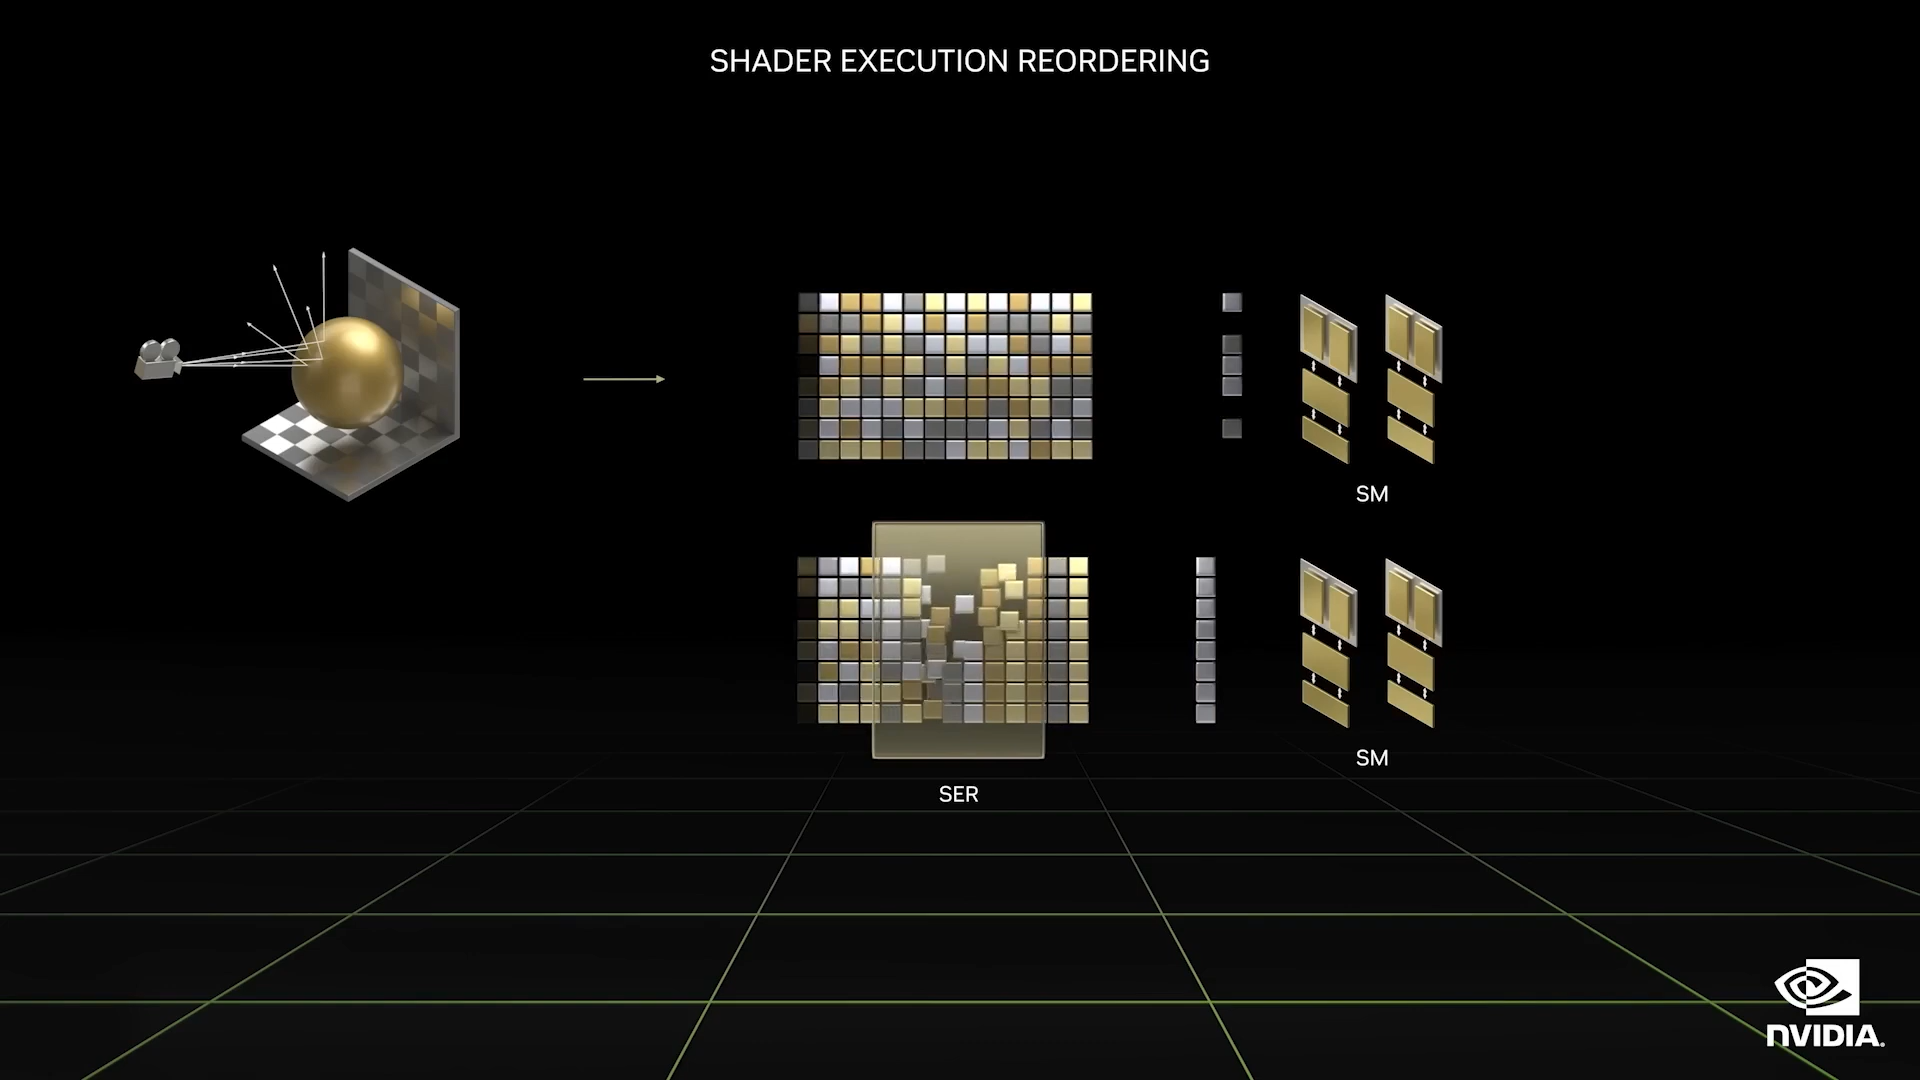 SHADER EXECUTION REORDERING
SM
SM
SER
NVIDIA.